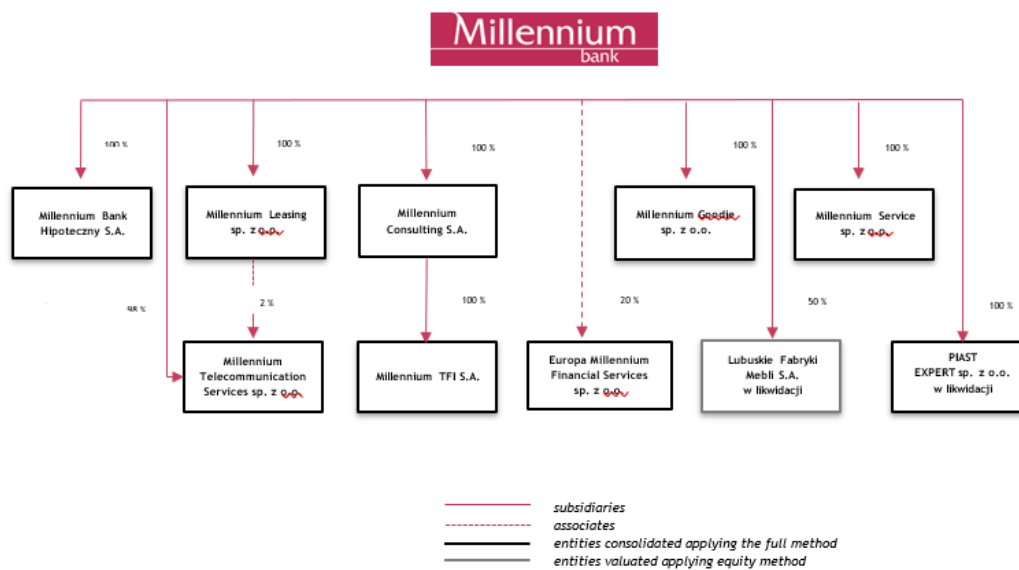 Millennium
bank
100 %
100 %
100 %
100 %
100 %
Millennium Bank
Hipoteczny S.A.
Millennium Leasing
sp. z o.o.
Millennium
Consulting S.A.
Millennium Goodie
sp. z o.o.
Millennium Service
sp. z o.o.
98 %
2 %
100 %
20 %
50 %
100 %
Millennium
Telecommunication
Services sp. z o.o.
Millennium TFI S.A.
Europa Millennium
Financial Services
sp. z o.o.
Lubuskie Fabryki
Mebli S.A.
w likwidacji
PIAST
EXPERT sp. z o.o.
w likwidacji
subsidiaries
associates
entities consolidated applying the full method
entities valuated applying equity method